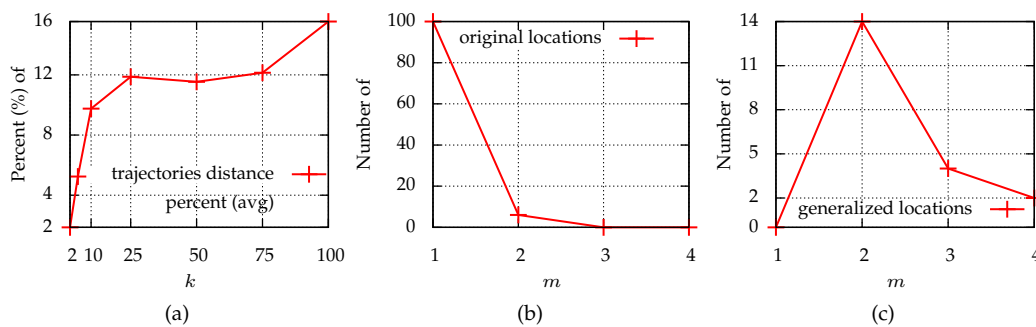 Percent (%) of
16
12
8
4
2
trajectories distance
percent (avg)
2 10 25 50 75 100
k
(a)
Number of
100
80
60
40
20
0
original locations
1 2 3 4
m
(b)
Number of
14
11
8
5
2
0
generalized locations
1 2 3 4
m
(c)